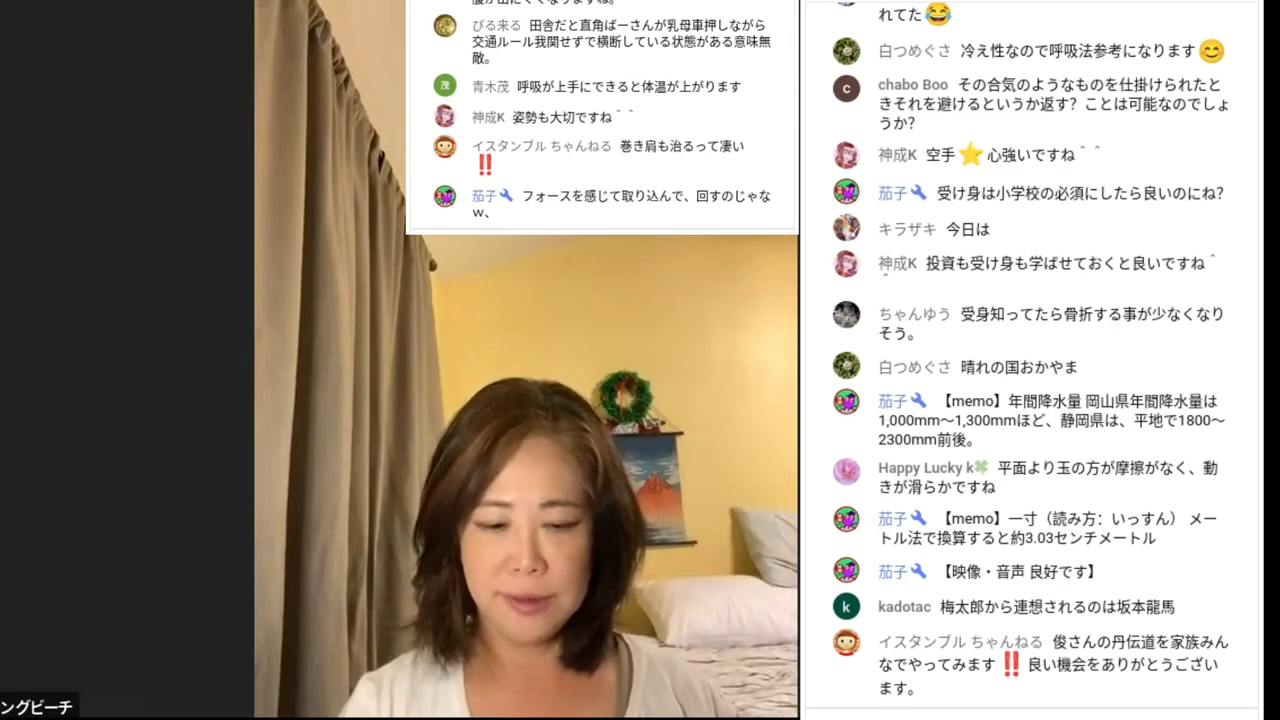 びる来る 田舎だと直角ばーさんが乳母車押しながら
交通ルール我関せずで横断している状態がある意味無
敵。
茂
青木茂 呼吸が上手にできると体温が上がります
神成K 姿勢も大切ですね＾＾
イスタンブル ちゃんねる 巻き肩も治るって凄い
‼️
茄子 フォースを感じて取り込んで、回すのじゃな
w、
ングビーチ
れてた😂
白つめぐさ 冷え性なので呼吸法参考になります😊
c
chabo Boo その合気のようなものを仕掛けられたと
きそれを避けるというか返す？ことは可能なのでしょ
うか？
神成K 空手⭐心強いですね＾＾
茄子 受け身は小学校の必須にしたら良いのにね？
キラザキ 今日は
神成K 投資も受け身も学ばせておくと良いですね＾
＾
ちゃんゆう 受身知ってたら骨折する事が少なくなり
そう。
白つめぐさ 晴れの国おかやま
茄子 【memo】年間降水量 岡山県年間降水量は
1,000mm～1,300mmほど、静岡県は、平地で1800～
2300mm前後。
Happy Lucky k🍀 平面より玉の方が摩擦がなく、動
きが滑らかですね
茄子 【memo】一寸（読み方：いっすん） メー
トル法で換算すると約3.03センチメートル
茄子 【映像・音声 良好です】
k
kadotac 梅太郎から連想されるのは坂本龍馬
イスタンブル ちゃんねる 俊さんの丹伝道を家族みん
なでやってみます‼️良い機会をありがとうござい
ます。